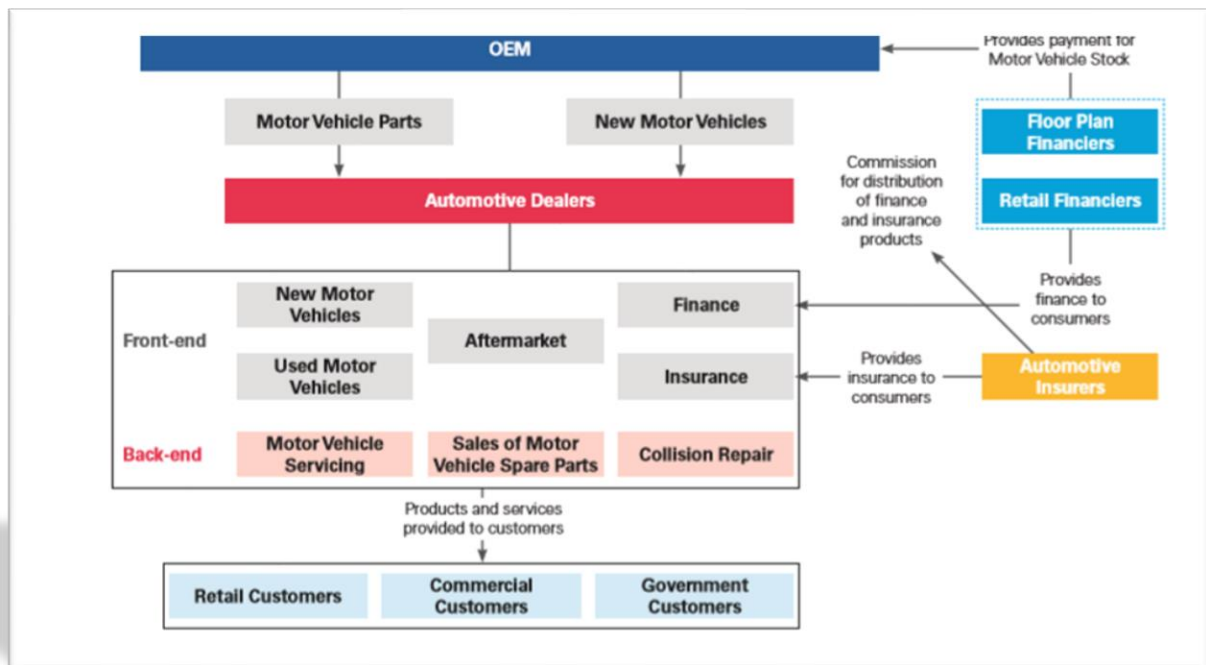 OEM
Provides payment for
Motor Vehicle Stock
Motor Vehicle Parts
New Motor Vehicles
Floor Plan
Financiers
Commission
for distribution
of finance
and insurance
products
Automotive Dealers
Retail Financiers
New Motor
Vehicles
Finance
Provides
finance to
consumers
Front-end
Aftermarket
Used Motor
Vehicles
Insurance
Provides
insurance to
consumers
Automotive
Insurers
Back-end
Motor Vehicle
Servicing
Sales of Motor
Vehicle Spare Parts
Collision Repair
Products and services
provided to customers
Retail Customers
Commercial
Customers
Government
Customers